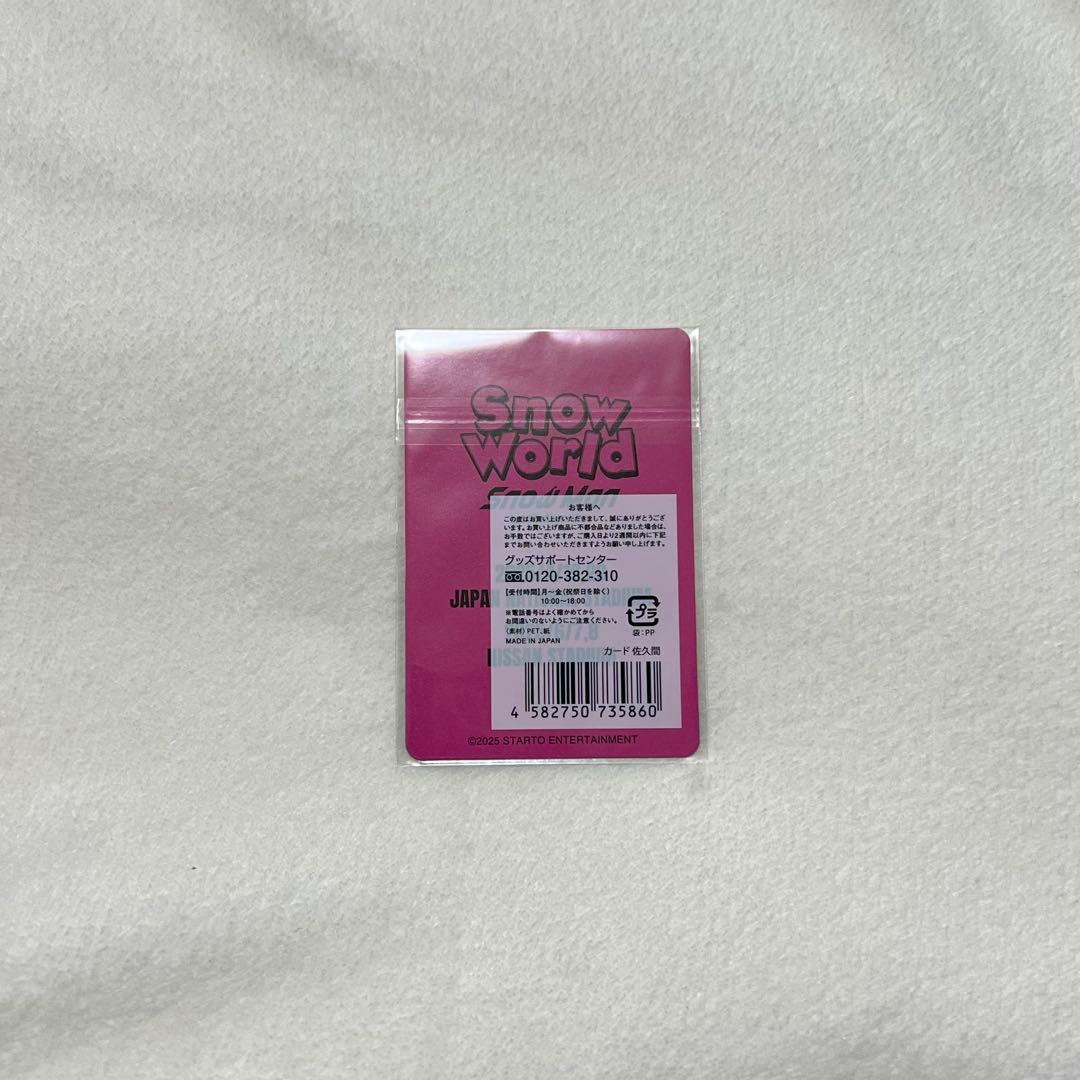 Snow
World
Snow Man
お客様へ
この度はお買い上げいただきまして、誠にありがとうござ
います。お買い上げ商品に不都合品などありました場合は、
お手数ではございますが、ご購入日より2週間以内に下記
までお問い合わせいただきますようお願い申し上げます。
グッズサポートセンター
0120-382-310
【受付時間】月〜金(祝祭日を除く)
10:00〜18:00
※電話番号はよく確かめてから
お間違いのないようにご注意ください。
〈素材〉PET、紙
MADE IN JAPAN
プラ
袋:PP
カード 佐久間
JAPAN NATIONAL STADIUM
6/7,8
NISSAN STADIUM
4 582750 735860
©2025 STARTO ENTERTAINMENT